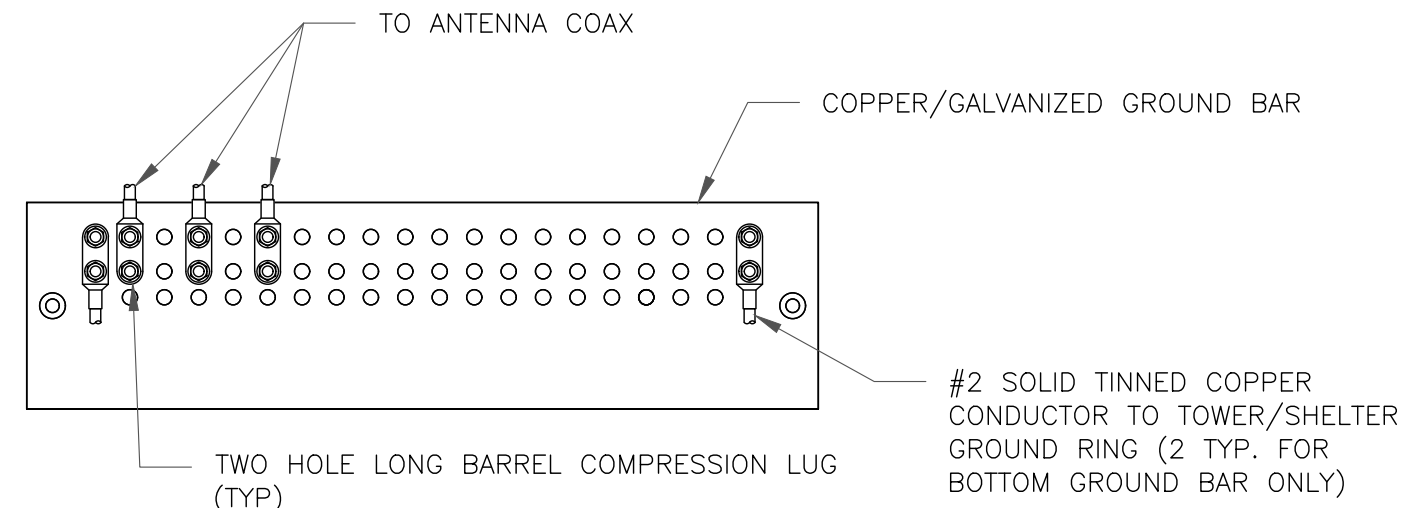 TO ANTENNA COAX
COPPER/GALVANIZED GROUND BAR
#2 SOLID TINNED COPPER
CONDUCTOR TO TOWER/SHELTER
GROUND RING (2 TYP. FOR
BOTTOM GROUND BAR ONLY)
TWO HOLE LONG BARREL COMPRESSION LUG
(TYP)